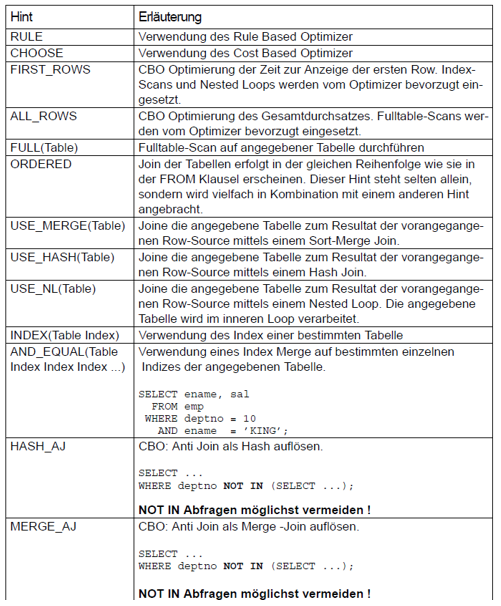 Hint Erläuterung
RULE Verwendung des Rule Based Optimizer
CHOOSE Verwendung des Cost Based Optimizer
FIRST_ROWS CBO Optimierung der Zeit zur Anzeige der ersten Row. Index-
Scans und Nested Loops werden vom Optimizer bevorzugt ein-
gesetzt.
ALL_ROWS CBO Optimierung des Gesamtdurchsatzes. Fulltable-Scans wer-
den vom Optimizer bevorzugt eingesetzt.
FULL(Table) Fulltable-Scan auf angegebener Tabelle durchführen
ORDERED Join der Tabellen erfolgt in der gleichen Reihenfolge wie sie in
der FROM Klausel erscheinen. Dieser Hint steht selten allein,
sondern wird vielfach in Kombination mit einem anderen Hint
angebracht.
USE_MERGE(Table) Joine die angegebene Tabelle zum Resultat der vorangegange-
nen Row-Source mittels einem Sort-Merge Join.
USE_HASH(Table) Joine die angegebene Tabelle zum Resultat der vorangegange-
nen Row-Source mittels einem Hash Join.
USE_NL(Table) Joine die angegebene Tabelle zum Resultat der vorangegange-
nen Row-Source mittels einem Nested Loop. Die angegebene
Tabelle wird im inneren Loop verarbeitet.
INDEX(Table Index) Verwendung des Index einer bestimmten Tabelle
AND_EQUAL(Table Verwendung eines Index Merge auf bestimmten einzelnen
Index Index Index ...) Indizes der angegebenen Tabelle.
SELECT ename, sal
FROM emp
WHERE deptno = 10
AND ename = 'KING';
HASH_AJ CBO: Anti Join als Hash auflösen.
SELECT ...
WHERE deptno NOT IN (SELECT ...);
NOT IN Abfragen möglichst vermeiden !
MERGE_AJ CBO: Anti Join als Merge -Join auflösen.
SELECT ...
WHERE deptno NOT IN (SELECT ...);
NOT IN Abfragen möglichst vermeiden !